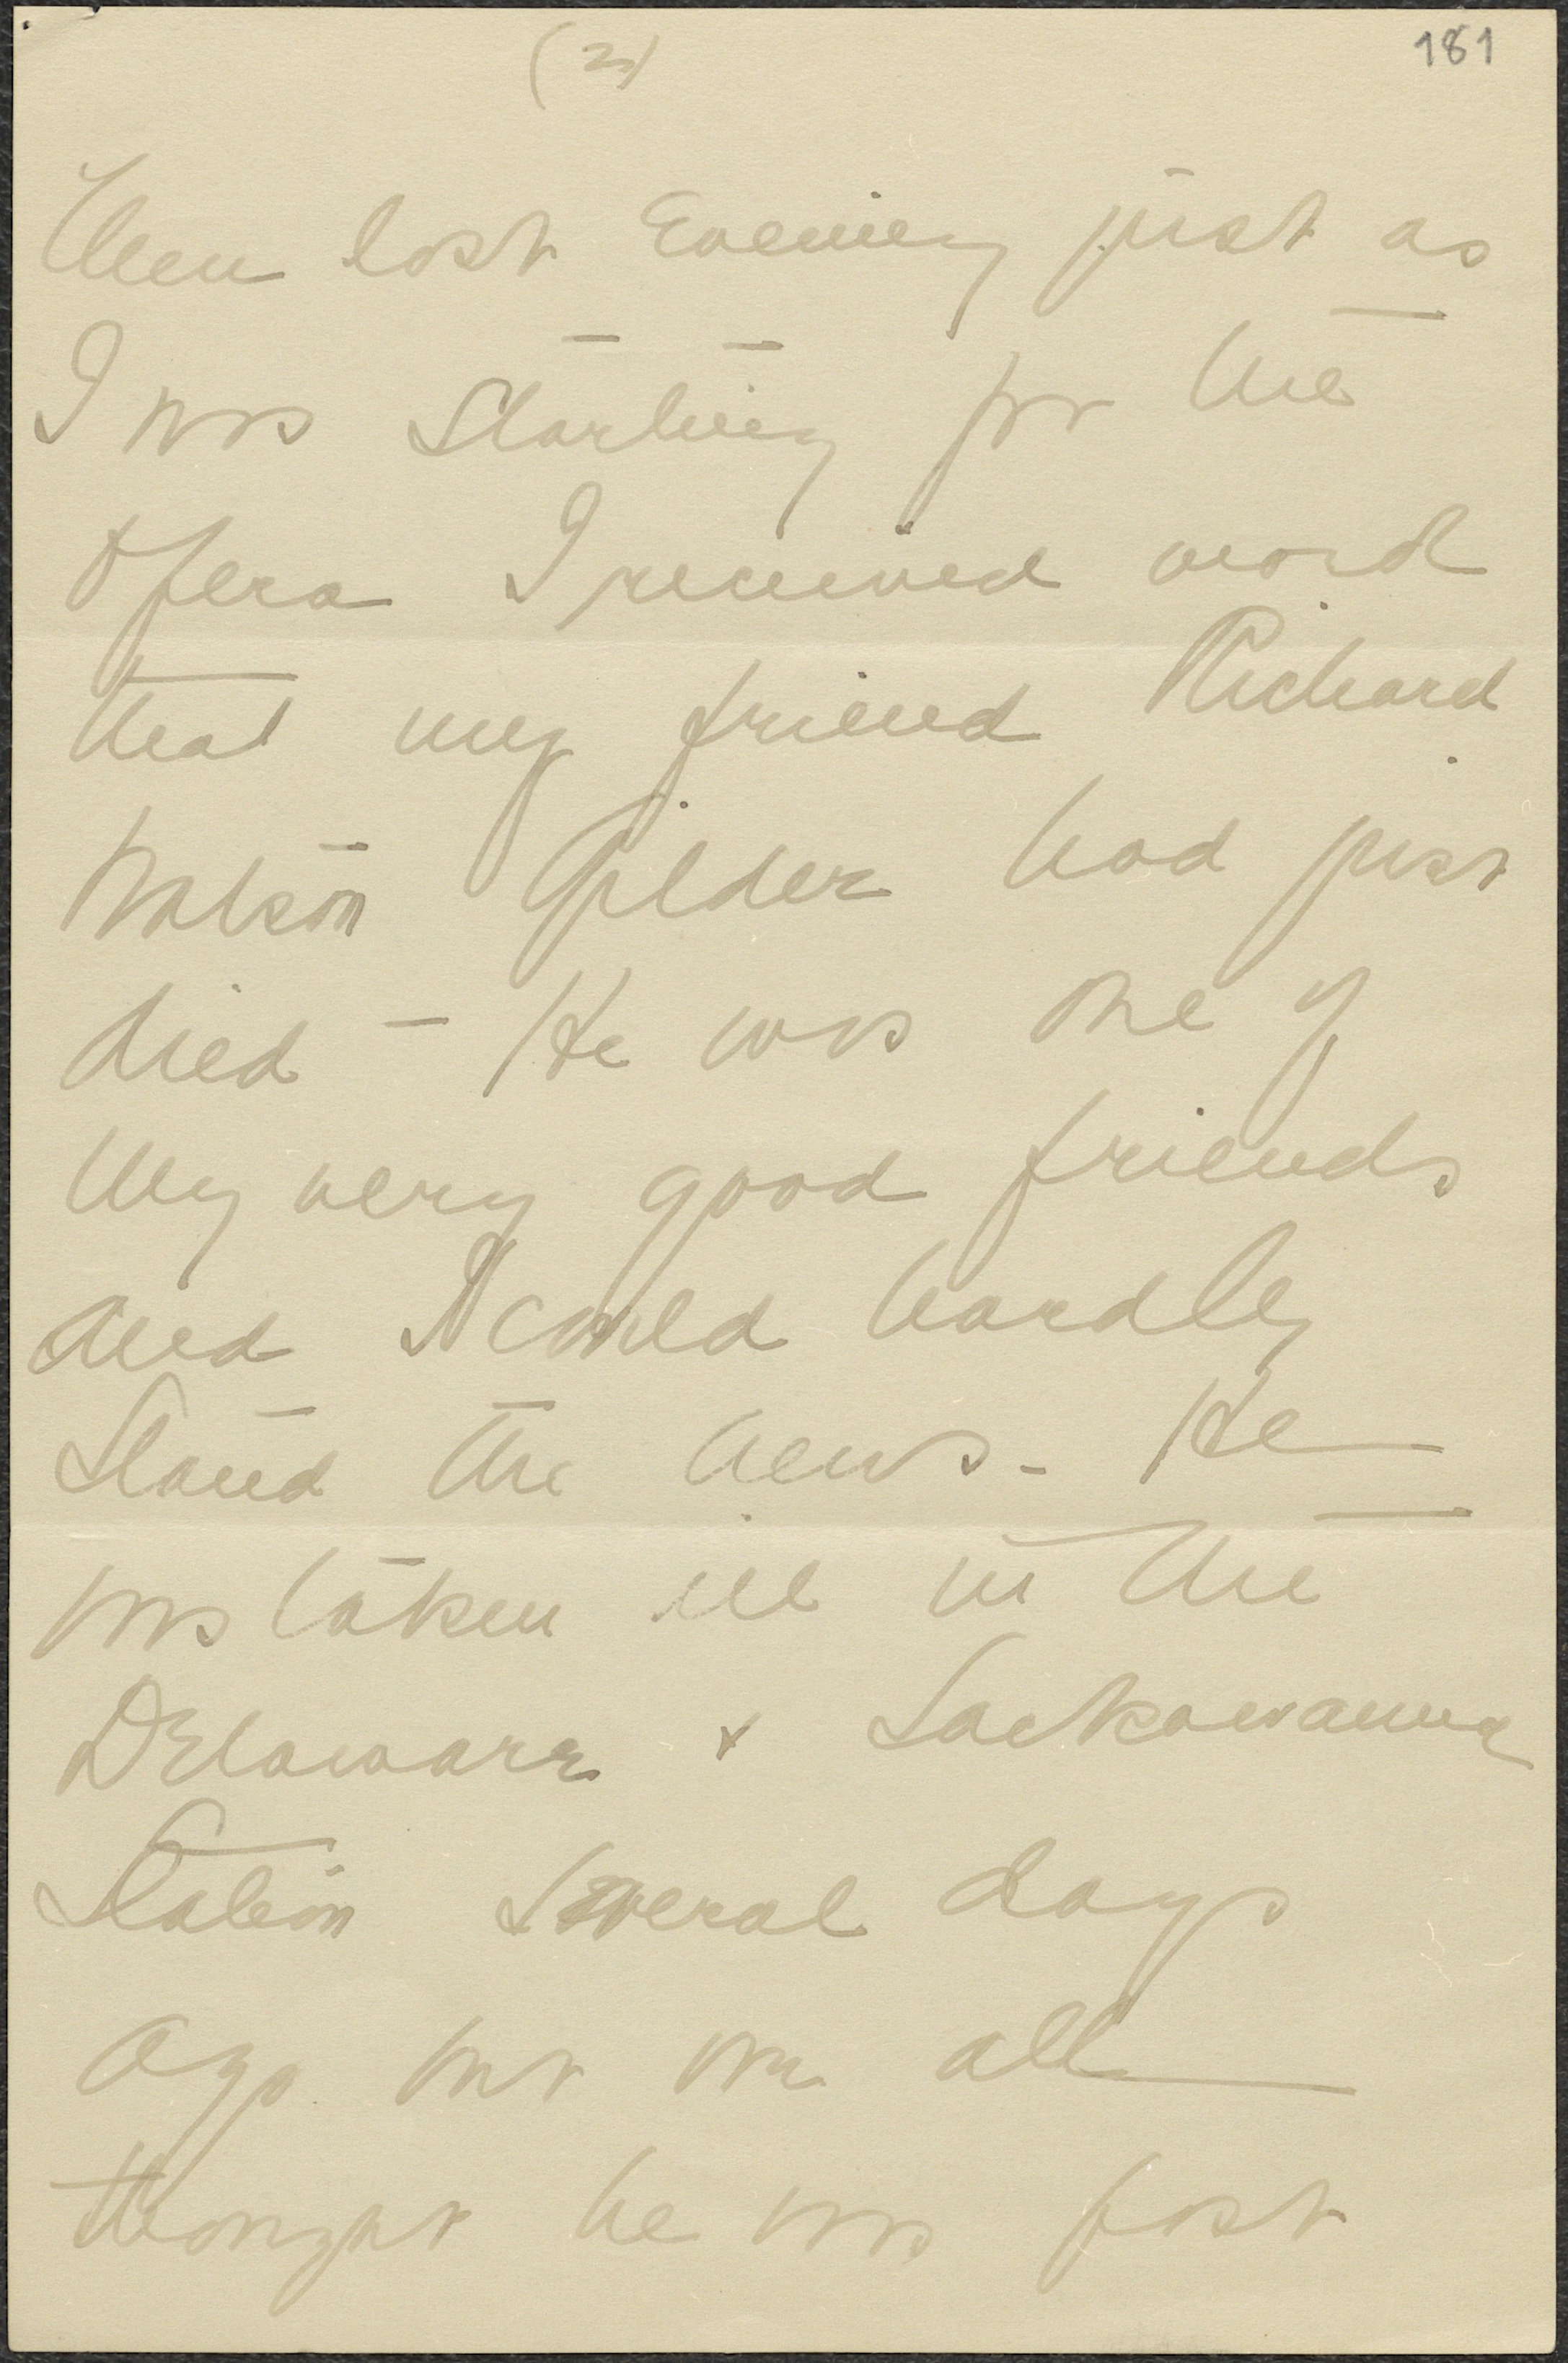 (2)
181
Then last Evening just as
I was Starting for the
Opera I received word
that my friend Richard
Watson Gilder had just
died - He was one of
My very good friends
and I could hardly
Stand the news - He
was taken ill in the
Delaware & Lackawanna
Station Several days
ago but we all
thought he was past